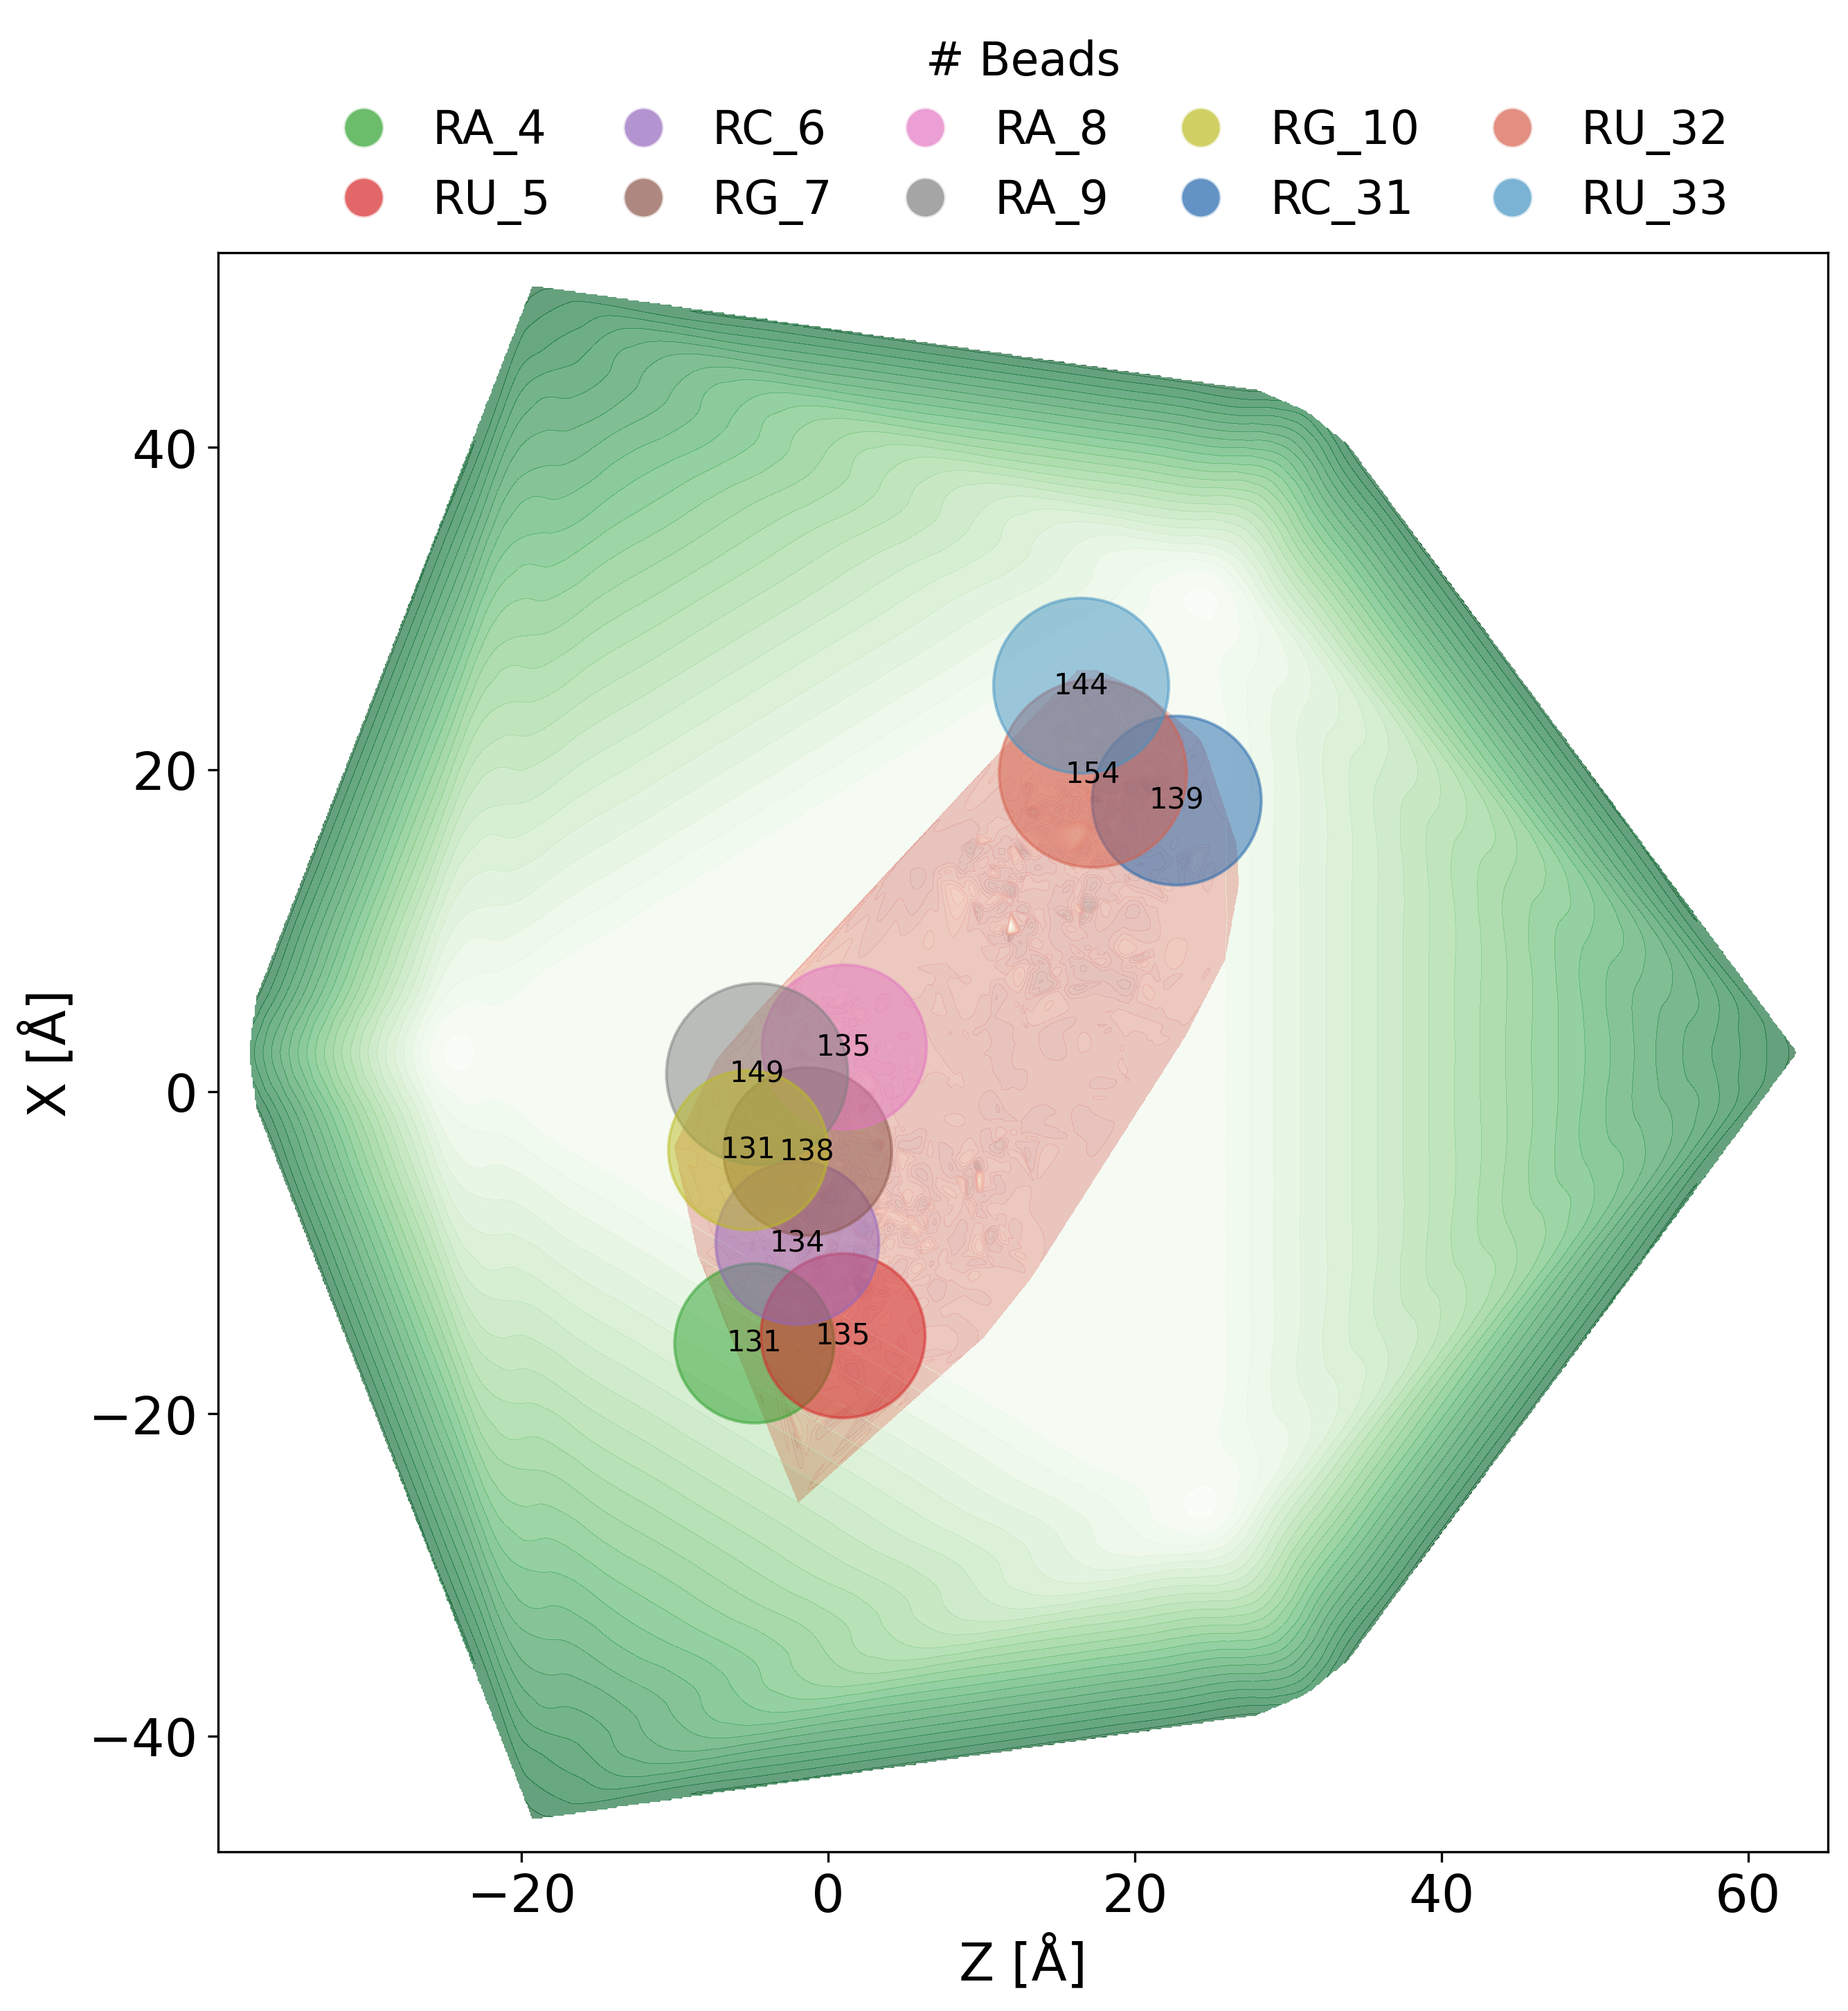 # Beads
RA_4 RC_6 RA_8 RG_10 RU_32
RU_5 RG_7 RA_9 RC_31 RU_33
144
154
139
135
149
131 138
134
131 135
40
20
0
−20
−40
X [Å]
−20 0 20 40 60
Z [Å]